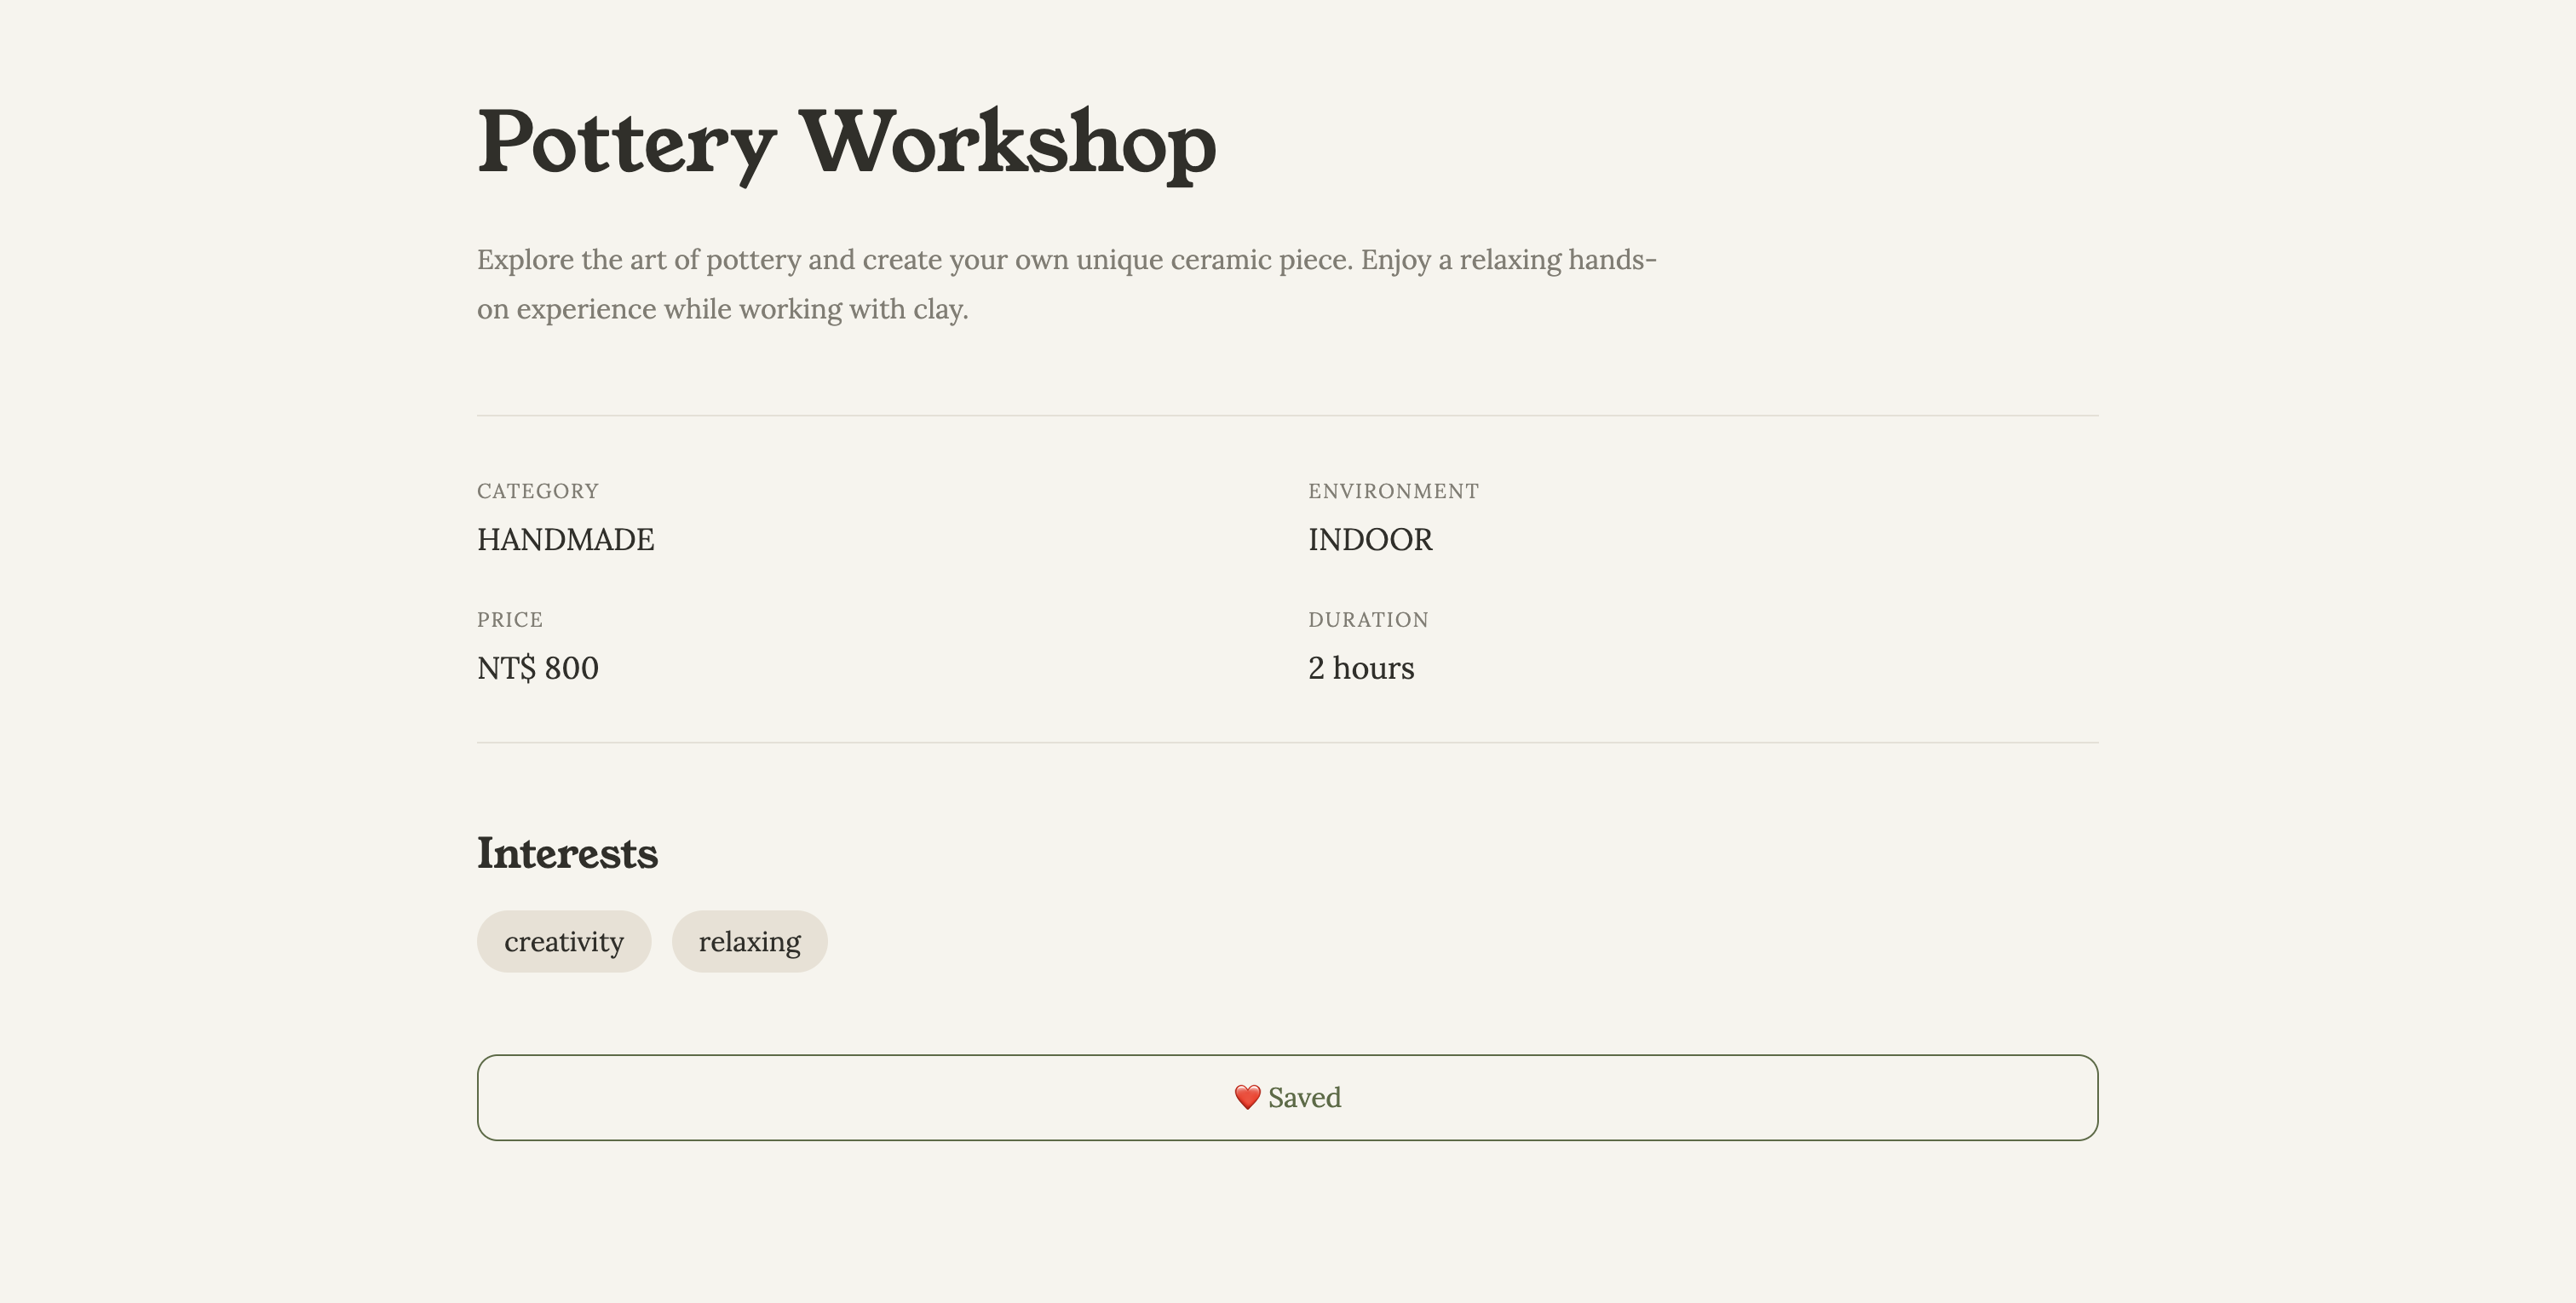 Pottery Workshop
Explore the art of pottery and create your own unique ceramic piece. Enjoy a relaxing hands-
on experience while working with clay.
CATEGORY
HANDMADE
ENVIRONMENT
INDOOR
PRICE
NT$ 800
DURATION
2 hours
Interests
creativity
relaxing
❤️ Saved